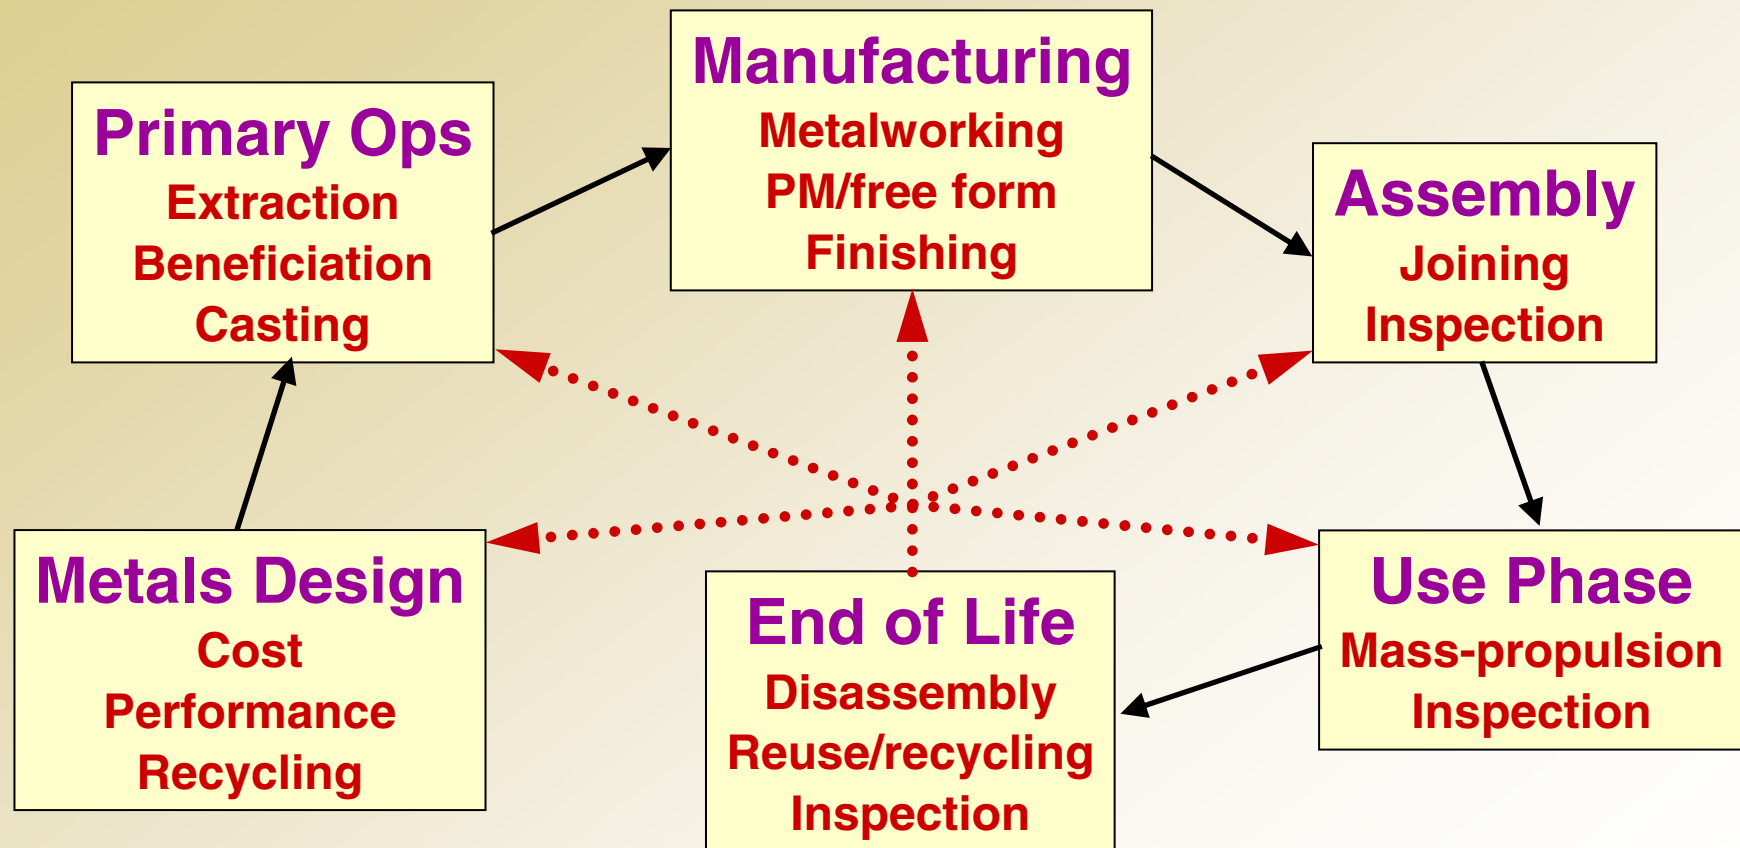 Primary Ops
Extraction
Beneficiation
Casting
Manufacturing
Metalworking
PM/free form
Finishing
Assembly
Joining
Inspection
Metals Design
Cost
Performance
Recycling
End of Life
Disassembly
Reuse/recycling
Inspection
Use Phase
Mass-propulsion
Inspection